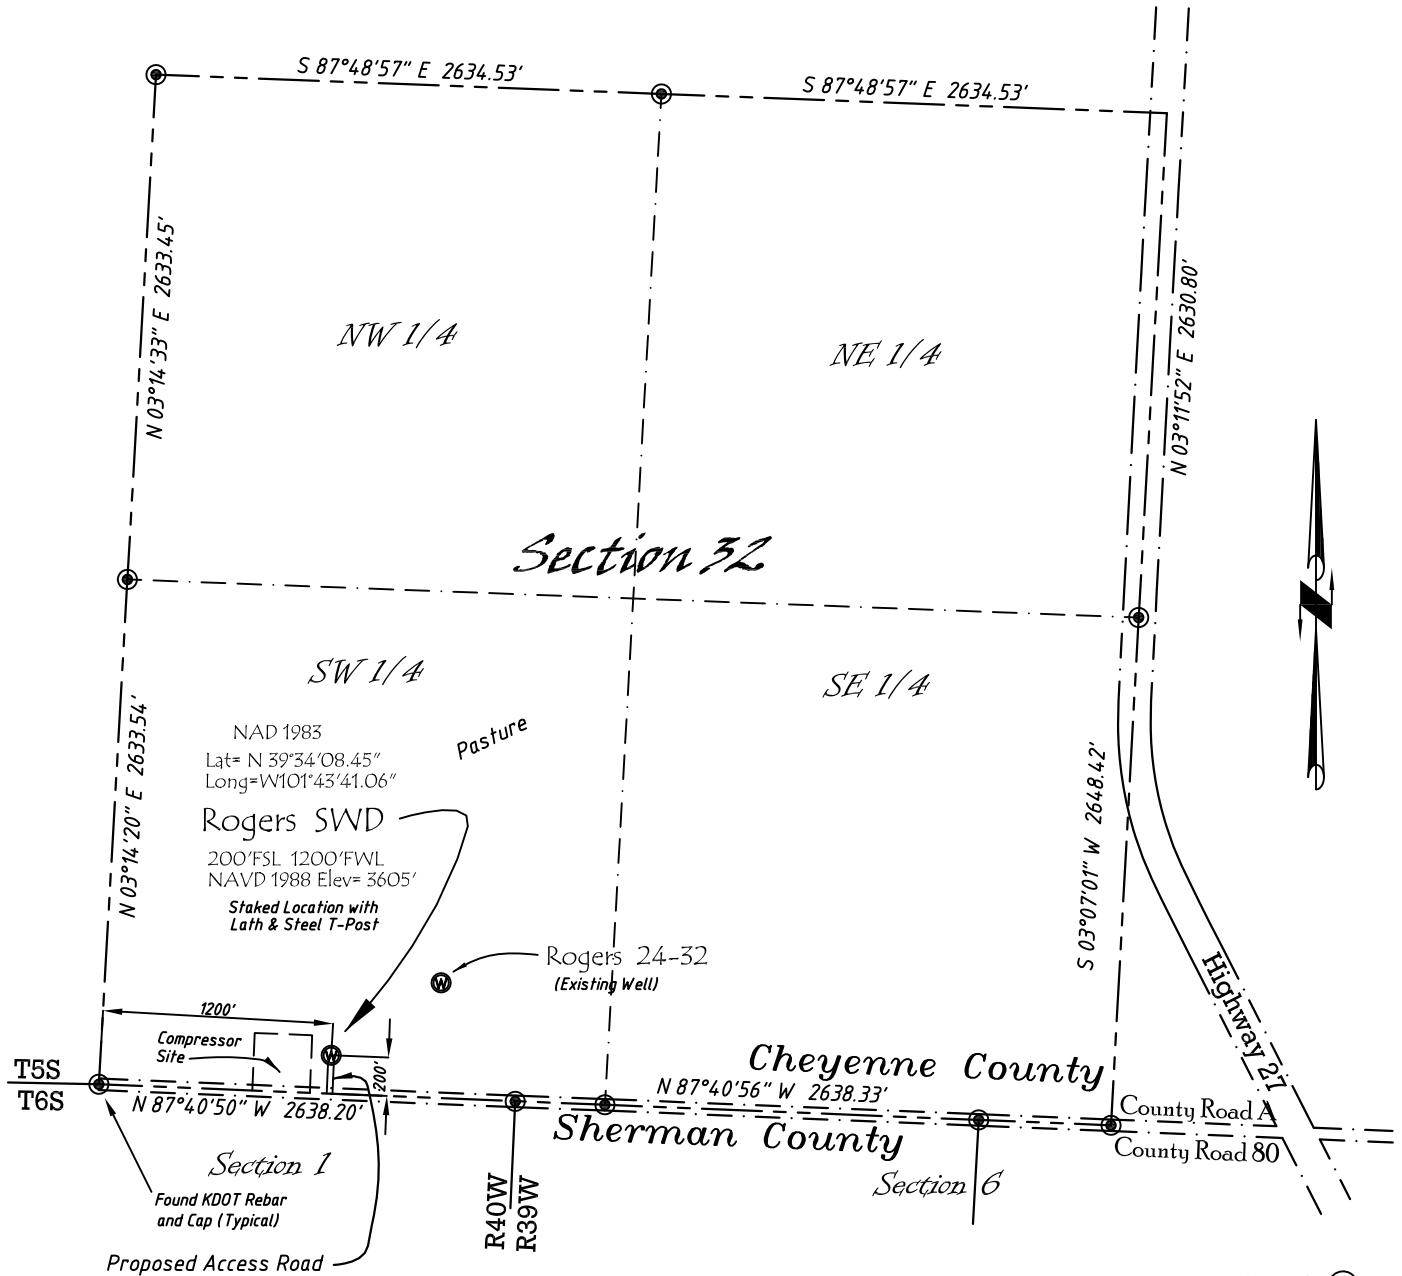 S 87°48'57" E 2634.53'
S 87°48'57" E 2634.53'
N 03°14'33" E 2633.45'
N 03°11'52" E 2630.80'
NW 1/4
NE 1/4
Section 32
SW 1/4
SE 1/4
N 03°14'20" E 2633.54'
S 03°07'01" W 2648.42'
NAD 1983
Lat= N 39°34'08.45"
Long=W101°43'41.06"
Pasture
Rogers SWD
200'FSL 1200'FWL
NAVD 1988 Elev= 3605'
Staked Location with
Lath & Steel T-Post
W
Rogers 24-32
(Existing Well)
Highway 27
1200'
Compressor
Site
W
200'
T5S
T6S
N 87°40'50" W 2638.20'
Cheyenne County
N 87°40'56" W 2638.33'
Sherman County
County Road A
County Road 80
Section 1
Section 6
R40W
R39W
Found KDOT Rebar
and Cap (Typical)
Proposed Access Road